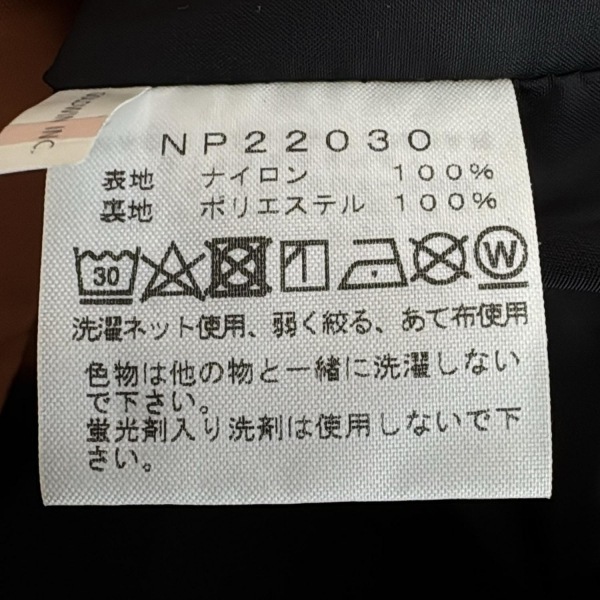 NP22030
表地 ナイロン 100%
裏地 ポリエステル 100%
30 W
洗濯ネット使用、弱く絞る、あて布使用
色物は他の物と一緒に洗濯しない
で下さい。
蛍光剤入り洗剤は使用しないで下
さい。
INC.